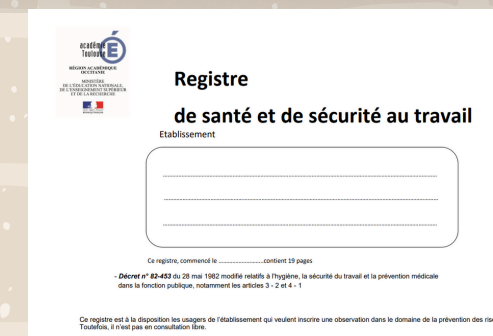 académie
Toulouse
RÉGION ACADÉMIQUE
OCCITANIE
MINISTÈRE
DE L'ÉDUCATION NATIONALE,
DE L'ENSEIGNEMENT SUPÉRIEUR
ET DE LA RECHERCHE
Registre
de santé et de sécurité au travail
Etablissement
Ce registre, commencé le ..............................contient 19 pages
- Décret n° 82-453 du 28 mai 1982 modifié relatifs à l'hygiène, la sécurité du travail et la prévention médicale
dans la fonction publique, notamment les articles 3 - 2 et 4 - 1
Ce registre est à la disposition les usagers de l'établissement qui veulent inscrire une observation dans le domaine de la prévention des
Toutefois, il n'est pas en consultation libre.